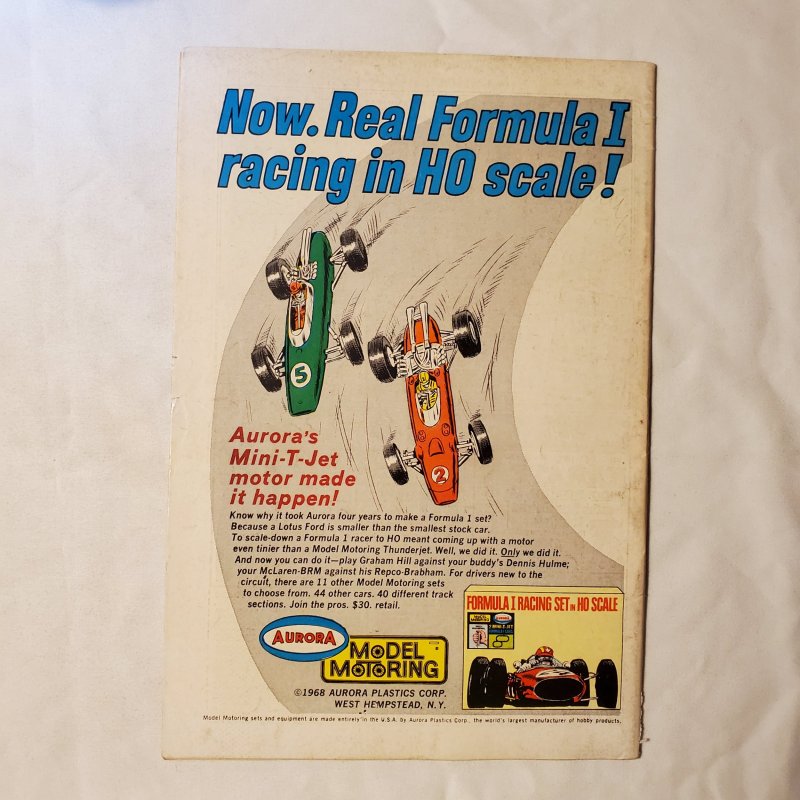 Now. Real Formula I
racing in HO scale!
5
2
Aurora's
Mini-T-Jet
motor made
it happen!
Know why it took Aurora four years to make a Formula 1 set?
Because a Lotus Ford is smaller than the smallest stock car.
To scale-down a Formula 1 racer to HO meant coming up with a motor
even tinier than a Model Motoring Thunderjet. Well, we did it. Only we did it.
And now you can do it—play Graham Hill against your buddy's Dennis Hulme;
your McLaren-BRM against his Repco-Brabham. For drivers new to the
circuit, there are 11 other Model Motoring sets
to choose from. 44 other cars. 40 different track
sections. Join the pros. $30. retail.
FORMULA I RACING SET IN HO SCALE
AURORA
MODEL
MOTORING
©1968 AURORA PLASTICS CORP.
WEST HEMPSTEAD, N.Y.
Model Motoring sets and equipment are made entirely in the U.S.A. by Aurora Plastics Corp., the world's largest manufacturer of hobby products.